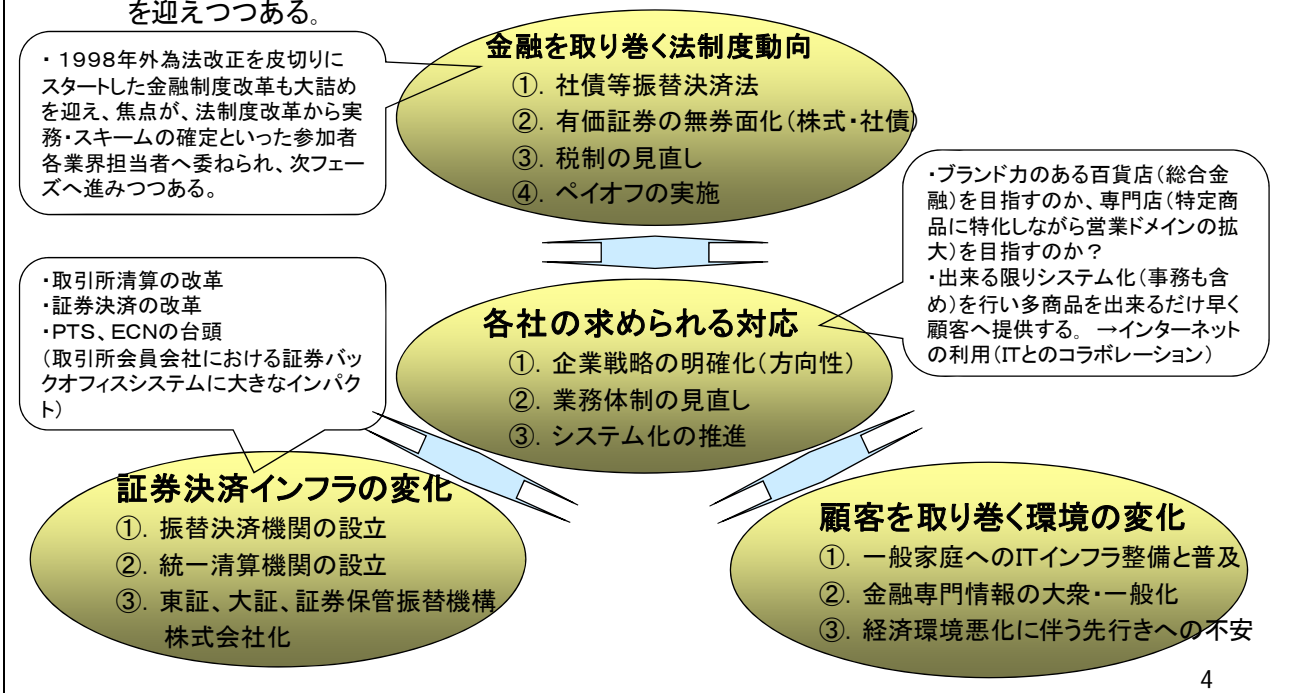 を迎えつつある。
・１９９８年外為法改正を皮切りに
スタートした金融制度改革も大詰め
を迎え、焦点が、法制度改革から実
務・スキームの確定といった参加者
各業界担当者へ委ねられ、次フェー
ズへ進みつつある。
金融を取り巻く法制度動向
①．社債等振替決済法
②．有価証券の無券面化（株式・社債）
③．税制の見直し
④．ペイオフの実施
・ブランド力のある百貨店（総合金
融）を目指すのか、専門店（特定商
品に特化しながら営業ドメインの拡
大）を目指すのか？
・出来る限りシステム化（事務も含
め）を行い多商品を出来るだけ早く
顧客へ提供する。 →インターネット
の利用（ITとのコラボレーション）
・取引所清算の改革
・証券決済の改革
・ＰＴＳ、ＥＣＮの台頭
（取引所会員会社における証券バッ
クオフィスシステムに大きなインパク
ト）
各社の求められる対応
①．企業戦略の明確化（方向性）
②．業務体制の見直し
③．システム化の推進
証券決済インフラの変化
①．振替決済機関の設立
②．統一清算機関の設立
③．東証、大証、証券保管振替機構
株式会社化
顧客を取り巻く環境の変化
①．一般家庭へのITインフラ整備と普及
②．金融専門情報の大衆・一般化
③．経済環境悪化に伴う先行きへの不安
4